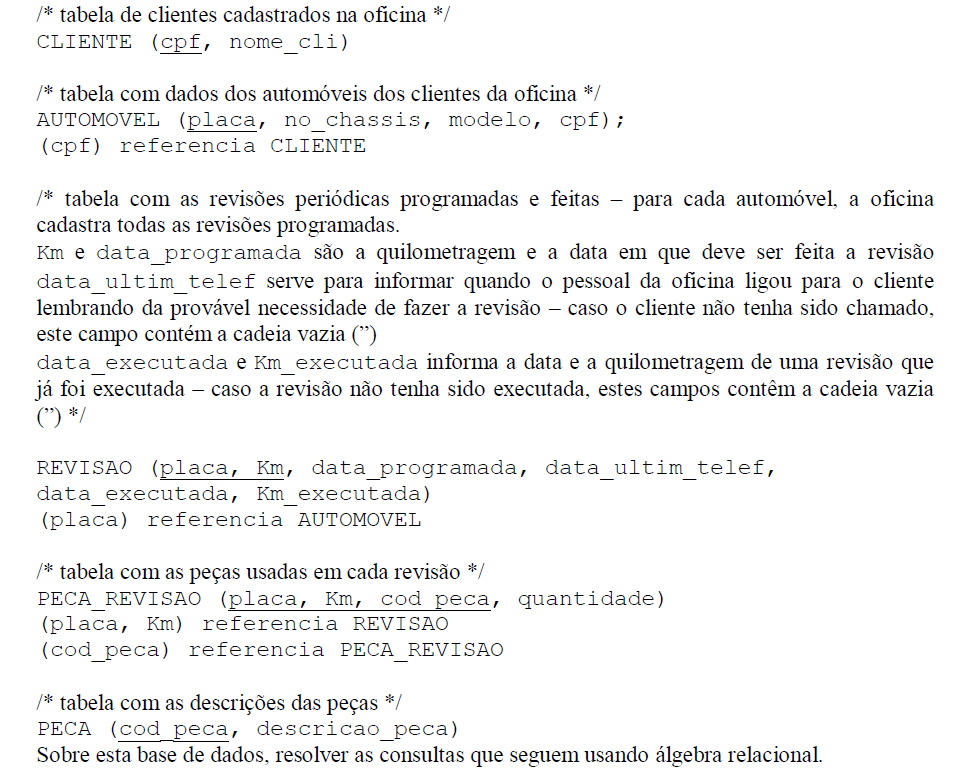 /* tabela de clientes cadastrados na oficina */
CLIENTE (cpf, nome_cli)
/* tabela com dados dos automóveis dos clientes da oficina */
AUTOMOVEL (placa, no_chassis, modelo, cpf);
(cpf) referencia CLIENTE
/* tabela com as revisões periódicas programadas e feitas – para cada automóvel, a oficina
cadastra todas as revisões programadas.
Km e data_programada são a quilometragem e a data em que deve ser feita a revisão
data_ultim_telef serve para informar quando o pessoal da oficina ligou para o cliente
lembrando da provável necessidade de fazer a revisão – caso o cliente não tenha sido chamado,
este campo contém a cadeia vazia (”)
data_executada e Km_executada informa a data e a quilometragem de uma revisão que
já foi executada – caso a revisão não tenha sido executada, estes campos contêm a cadeia vazia
(”) */
REVISAO (placa, Km, data_programada, data_ultim_telef,
data_executada, Km_executada)
(placa) referencia AUTOMOVEL
/* tabela com as peças usadas em cada revisão */
PECA_REVISAO (placa, Km, cod_peca, quantidade)
(placa, Km) referencia REVISAO
(cod_peca) referencia PECA_REVISAO
/* tabela com as descrições das peças */
PECA (cod_peca, descricao_peca)
Sobre esta base de dados, resolver as consultas que seguem usando álgebra relacional.